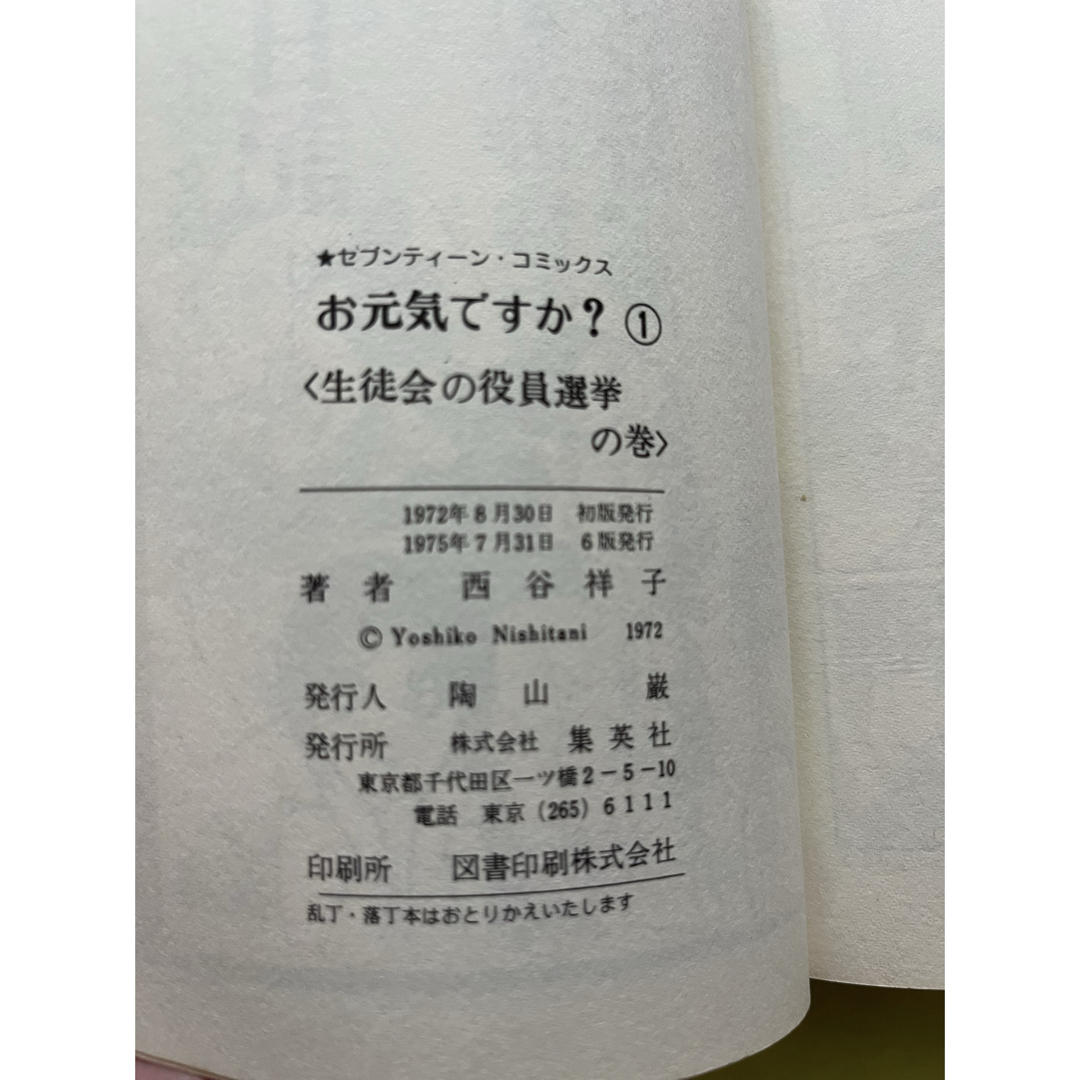 ★セブンティーン・コミックス
お元気ですか？①
〈生徒会の役員選挙
の巻〉
1972年8月30日 初版発行
1975年7月31日 6版発行
著者 西谷祥子
©Yoshiko Nishitani 1972
発行人 陶山 巌
発行所 株式会社 集英社
東京都千代田区一ツ橋2-5-10
電話 東京(265)6111
印刷所 図書印刷株式会社
乱丁・落丁本はおとりかえいたします